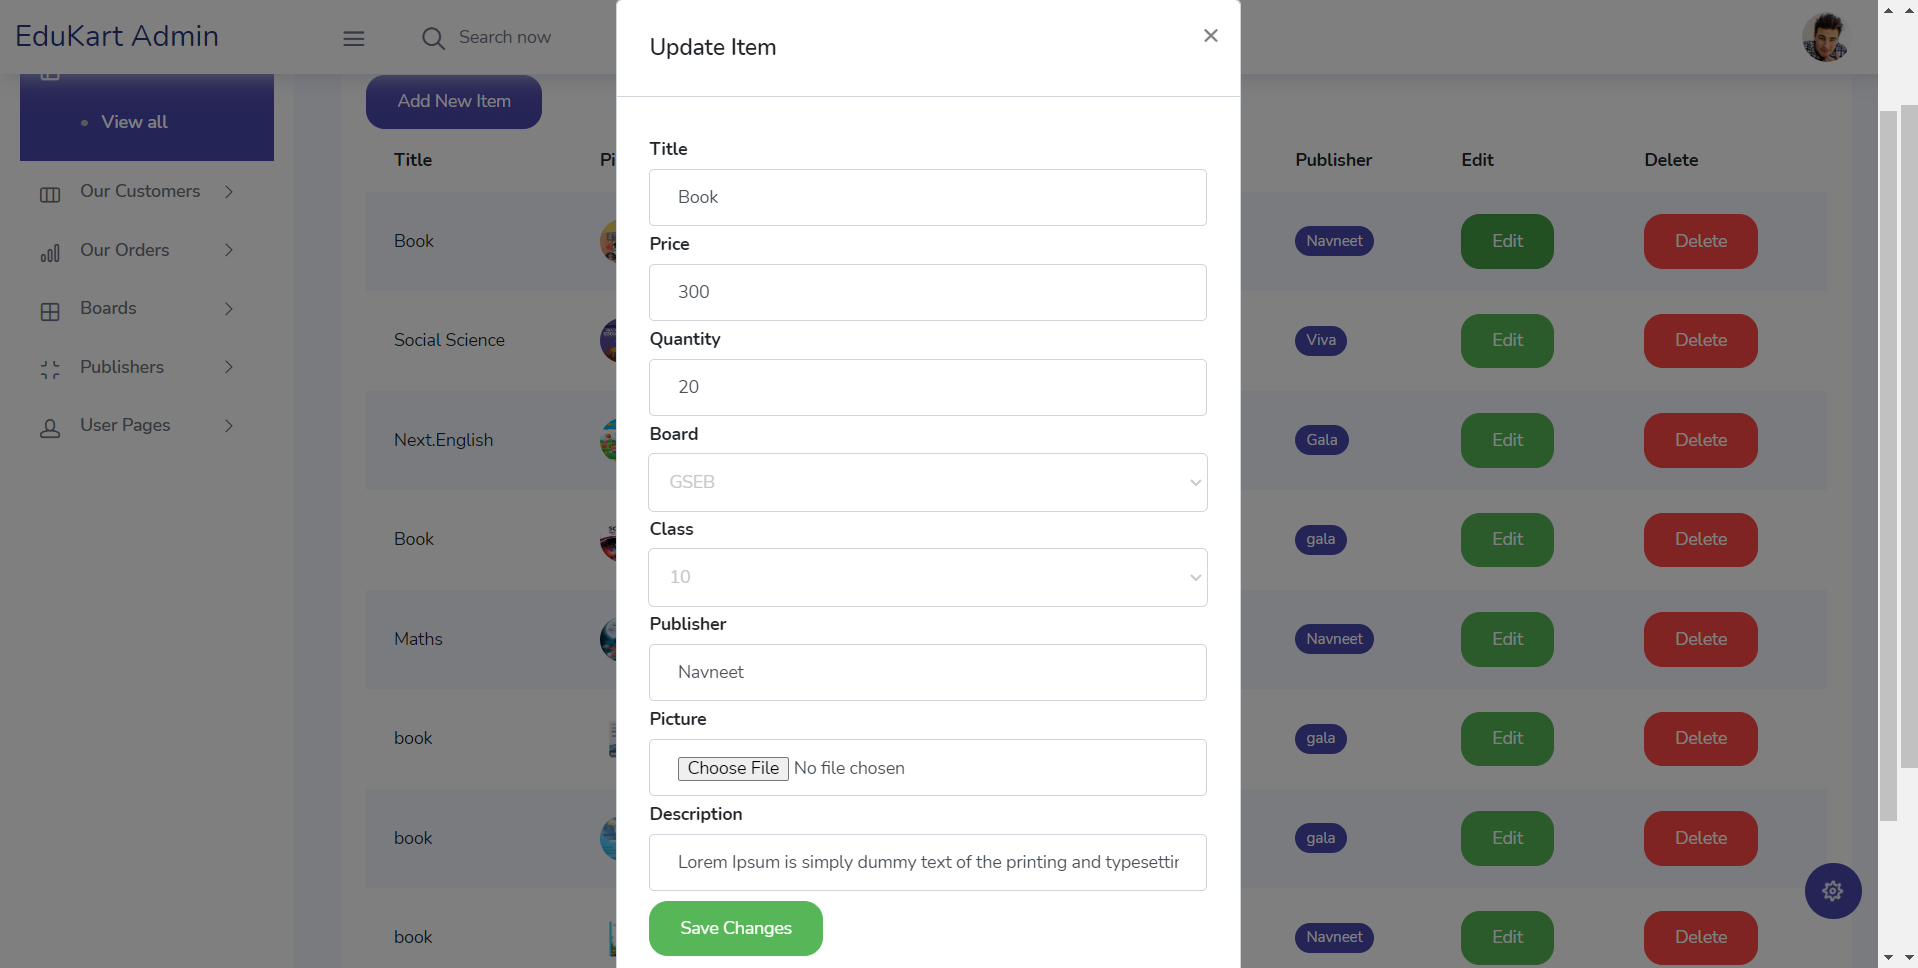 EduKart Admin
Search now
Update Item
×
Add New Item
View all
Title
Pi
Publisher
Edit
Delete
Our Customers
Our Orders
Boards
Publishers
User Pages
Title
Book
Price
300
Quantity
20
Board
GSEB
Class
10
Publisher
Navneet
Picture
Choose File No file chosen
Description
Lorem Ipsum is simply dummy text of the printing and typesettin
Save Changes
Book
Navneet
Edit
Delete
Social Science
Viva
Edit
Delete
Next.English
Gala
Edit
Delete
Book
gala
Edit
Delete
Maths
Navneet
Edit
Delete
book
gala
Edit
Delete
book
gala
Edit
Delete
book
Navneet
Edit
Delete